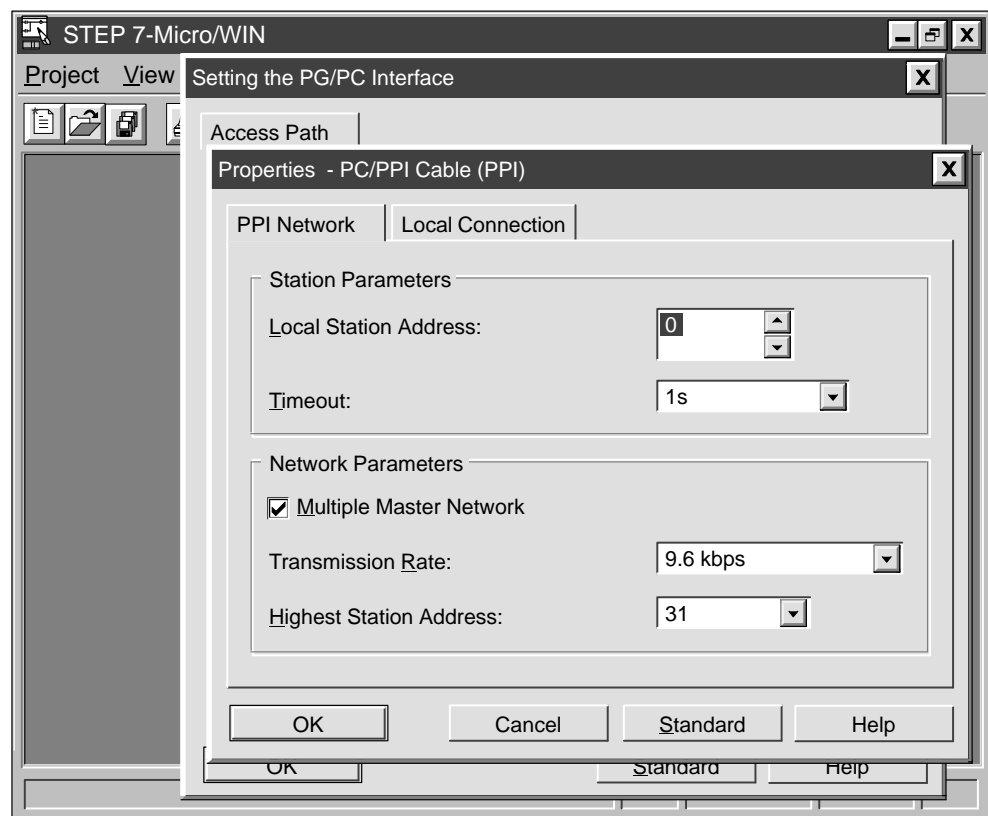 STEP 7-Micro/WIN
Project View
Setting the PG/PC Interface
Access Path
Properties - PC/PPI Cable (PPI)
PPI Network Local Connection
Station Parameters
Local Station Address: 0
Timeout: 1s
Network Parameters
Multiple Master Network
Transmission Rate: 9.6 kbps
Highest Station Address: 31
OK Cancel Standard Help
OK Standard Help